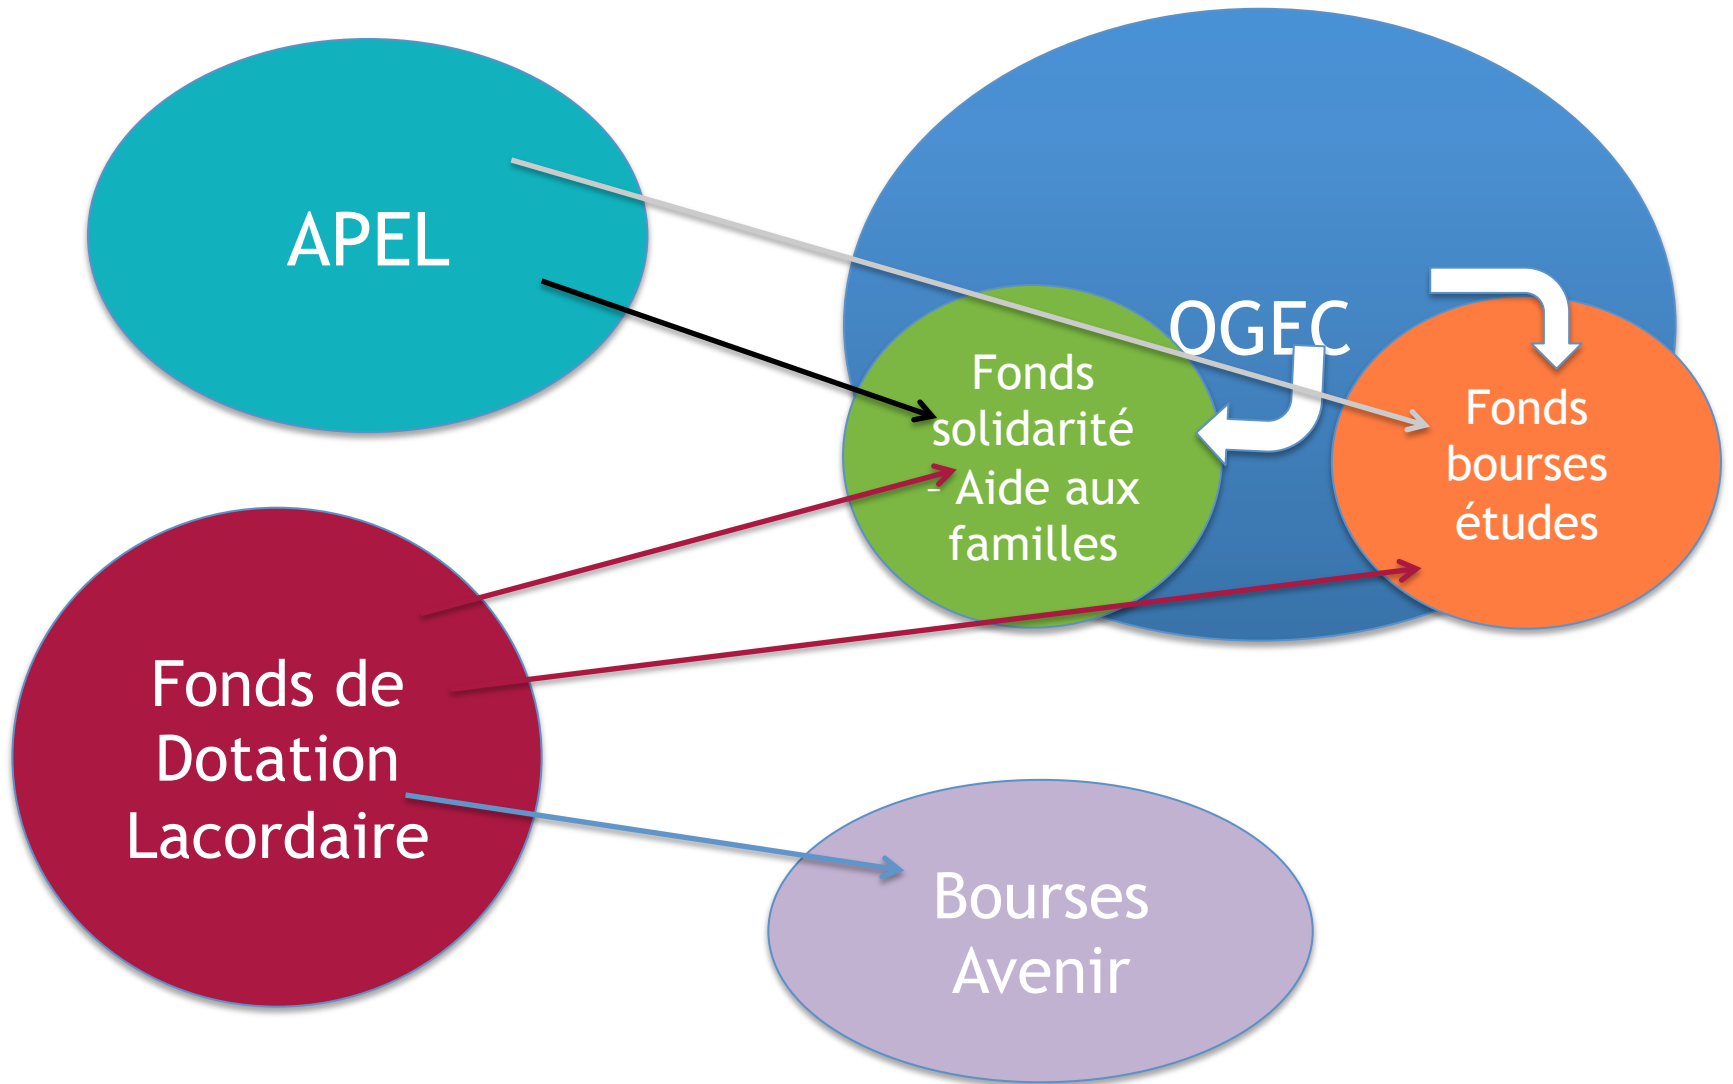 APEL
OGEC
Fonds
solidarité
– Aide aux
familles
Fonds
bourses
études
Fonds de
Dotation
Lacordaire
Bourses
Avenir